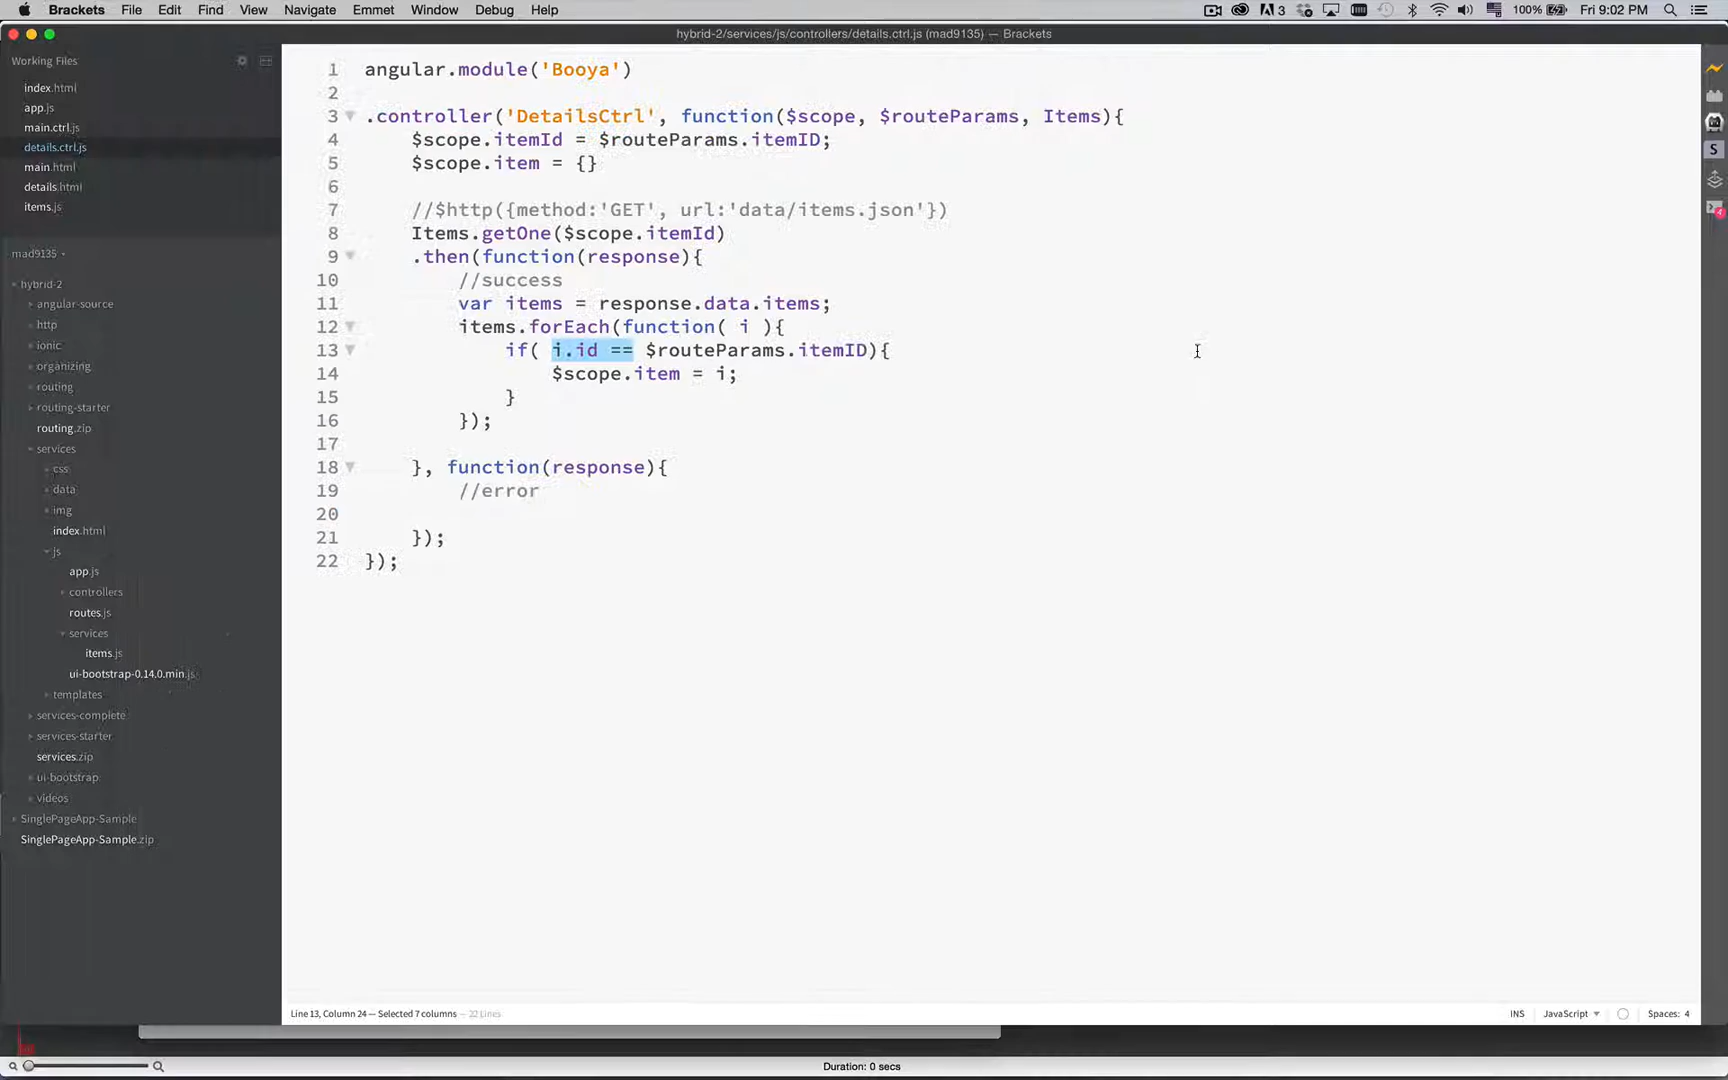 Brackets File Edit Find View Navigate Emmet Window Debug Help 3 100% Fri 9:02 PM
hybrid-2/services/js/controllers/details.ctrl.js (mad9135) — Brackets
Working Files
index.html
app.js
main.ctrl.js
details.ctrl.js
main.html
details.html
items.js
mad9135
hybrid-2
angular-source
http
ionic
organizing
routing
routing-starter
routing.zip
services
css
data
img
index.html
js
app.js
controllers
routes.js
services
items.js
ui-bootstrap-0.14.0.min.js
templates
services-complete
services-starter
services.zip
ui-bootstrap
videos
SinglePageApp-Sample
SinglePageApp-Sample.zip
1 angular.module('Booya')
2
3 .controller('DetailsCtrl', function($scope, $routeParams, Items){
4 $scope.itemId = $routeParams.itemID;
5 $scope.item = {}
6
7 //$http({method:'GET', url:'data/items.json'})
8 Items.getOne($scope.itemId)
9 .then(function(response){
10 //success
11 var items = response.data.items;
12 items.forEach(function( i ){
13 if( i.id == $routeParams.itemID){
14 $scope.item = i;
15 }
16 });
17
18 }, function(response){
19 //error
20
21 });
22 });
S
4
Line 13, Column 24 — Selected 7 columns — 22 Lines
INS JavaScript Spaces: 4
Duration: 0 secs